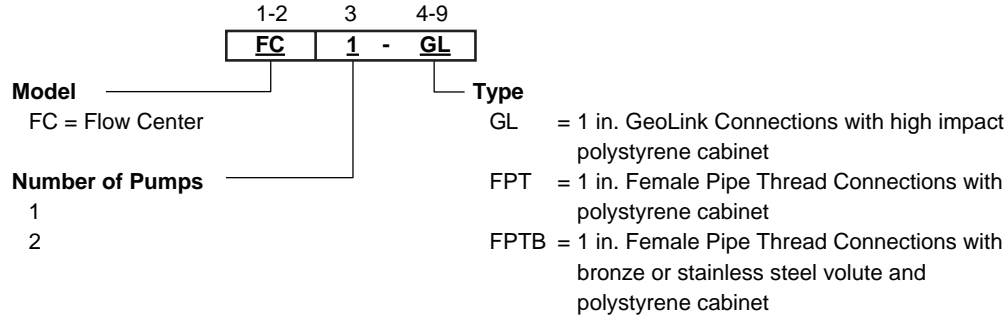 1-2 3 4-9
FC 1 - GL
Model
FC = Flow Center
Number of Pumps
1
2
Type
GL = 1 in. GeoLink Connections with high impact
polystyrene cabinet
FPT = 1 in. Female Pipe Thread Connections with
polystyrene cabinet
FPTB = 1 in. Female Pipe Thread Connections with
bronze or stainless steel volute and
polystyrene cabinet